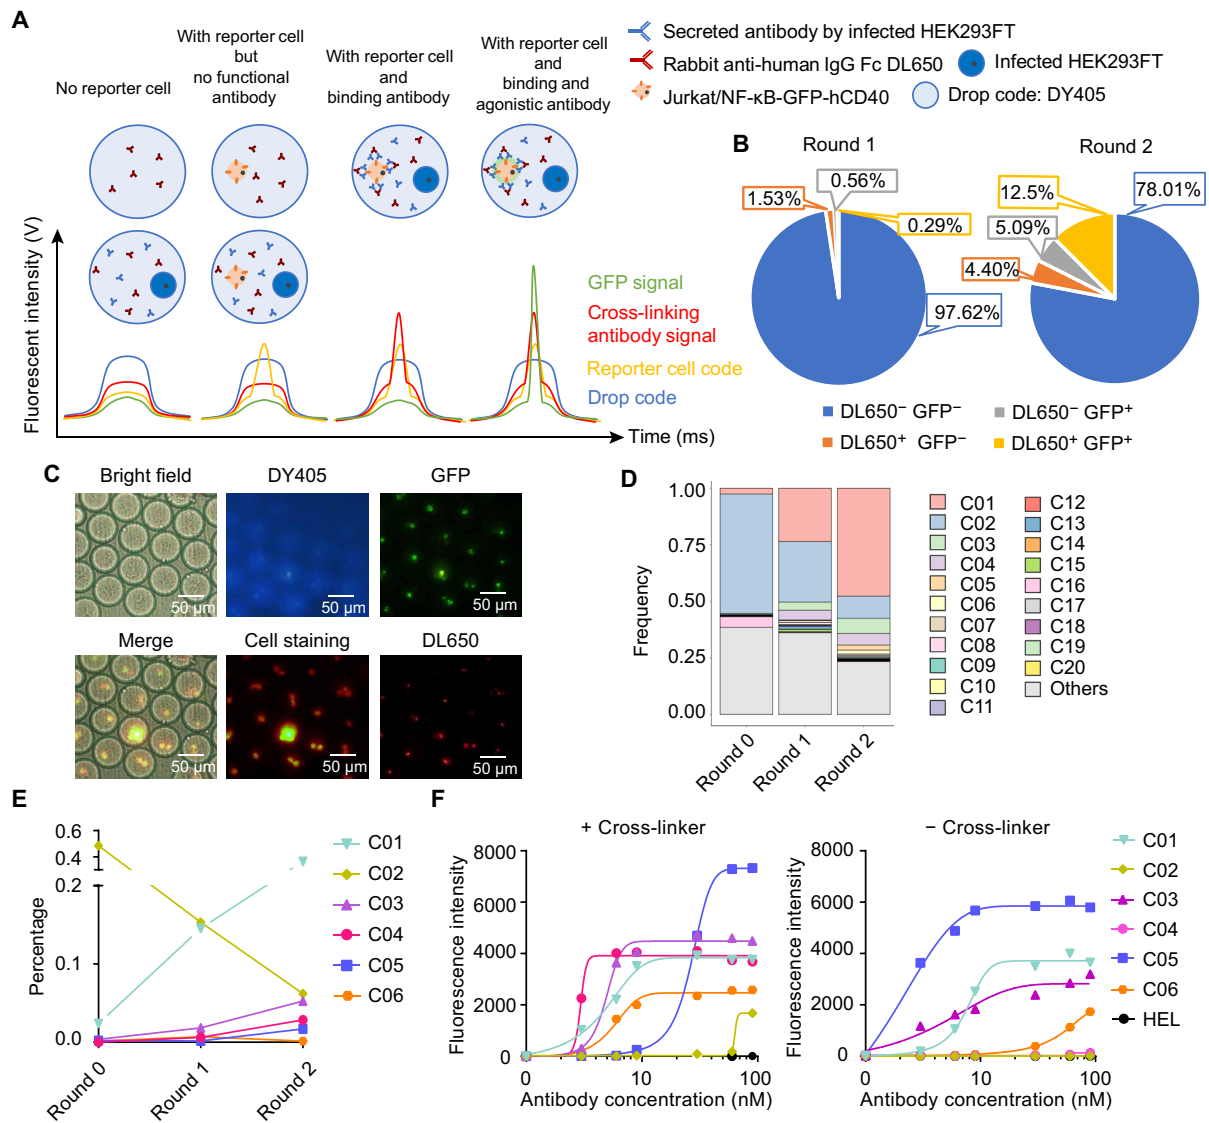 A
No reporter cell
With reporter cell
but
no functional
antibody
With reporter cell
and
binding antibody
With reporter cell
and
binding and
agonistic antibody
Secreted antibody by infected HEK293FT
Rabbit anti-human IgG Fc DL650
Infected HEK293FT
Jurkat/NF-κB-GFP-hCD40
Drop code: DY405
Fluorescent intensity (V)
GFP signal
Cross-linking
antibody signal
Reporter cell code
Drop code
Time (ms)
B
Round 1
Round 2
1.53%
0.56%
0.29%
97.62%
12.5%
78.01%
5.09%
4.40%
DL650− GFP−
DL650− GFP+
DL650+ GFP−
DL650+ GFP+
C
Bright field
DY405
GFP
50 μm
50 μm
50 μm
Merge
Cell staining
DL650
50 μm
50 μm
50 μm
D
Frequency
1.00
0.75
0.50
0.25
0.00
Round 0
Round 1
Round 2
C01
C02
C03
C04
C05
C06
C07
C08
C09
C10
C11
C12
C13
C14
C15
C16
C17
C18
C19
C20
Others
E
Percentage
0.6
0.4
0.2
0.1
0.0
Round 0
Round 1
Round 2
C01
C02
C03
C04
C05
C06
F
+ Cross-linker
Fluorescence intensity
8000
6000
4000
2000
0
0
10
100
Antibody concentration (nM)
− Cross-linker
Fluorescence intensity
8000
6000
4000
2000
0
0
10
100
Antibody concentration (nM)
C01
C02
C03
C04
C05
C06
HEL